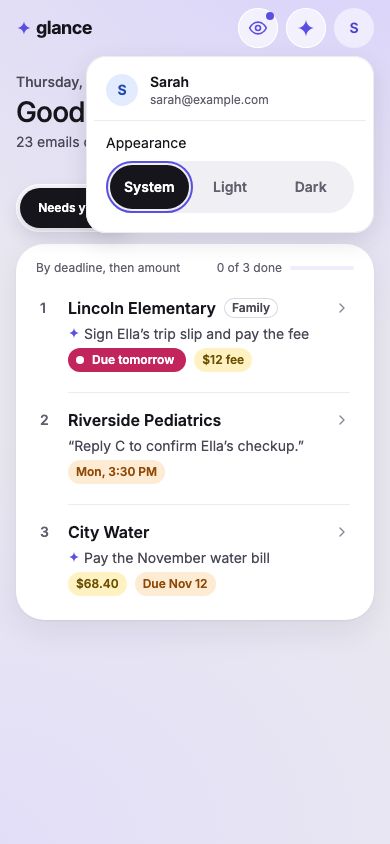 glance
S
Thursday,
Good
23 emails
Needs y
S
Sarah
sarah@example.com
Appearance
System
Light
Dark
By deadline, then amount
0 of 3 done
1
Lincoln Elementary
Family
Sign Ella’s trip slip and pay the fee
Due tomorrow
$12 fee
2
Riverside Pediatrics
“Reply C to confirm Ella’s checkup.”
Mon, 3:30 PM
3
City Water
Pay the November water bill
$68.40
Due Nov 12